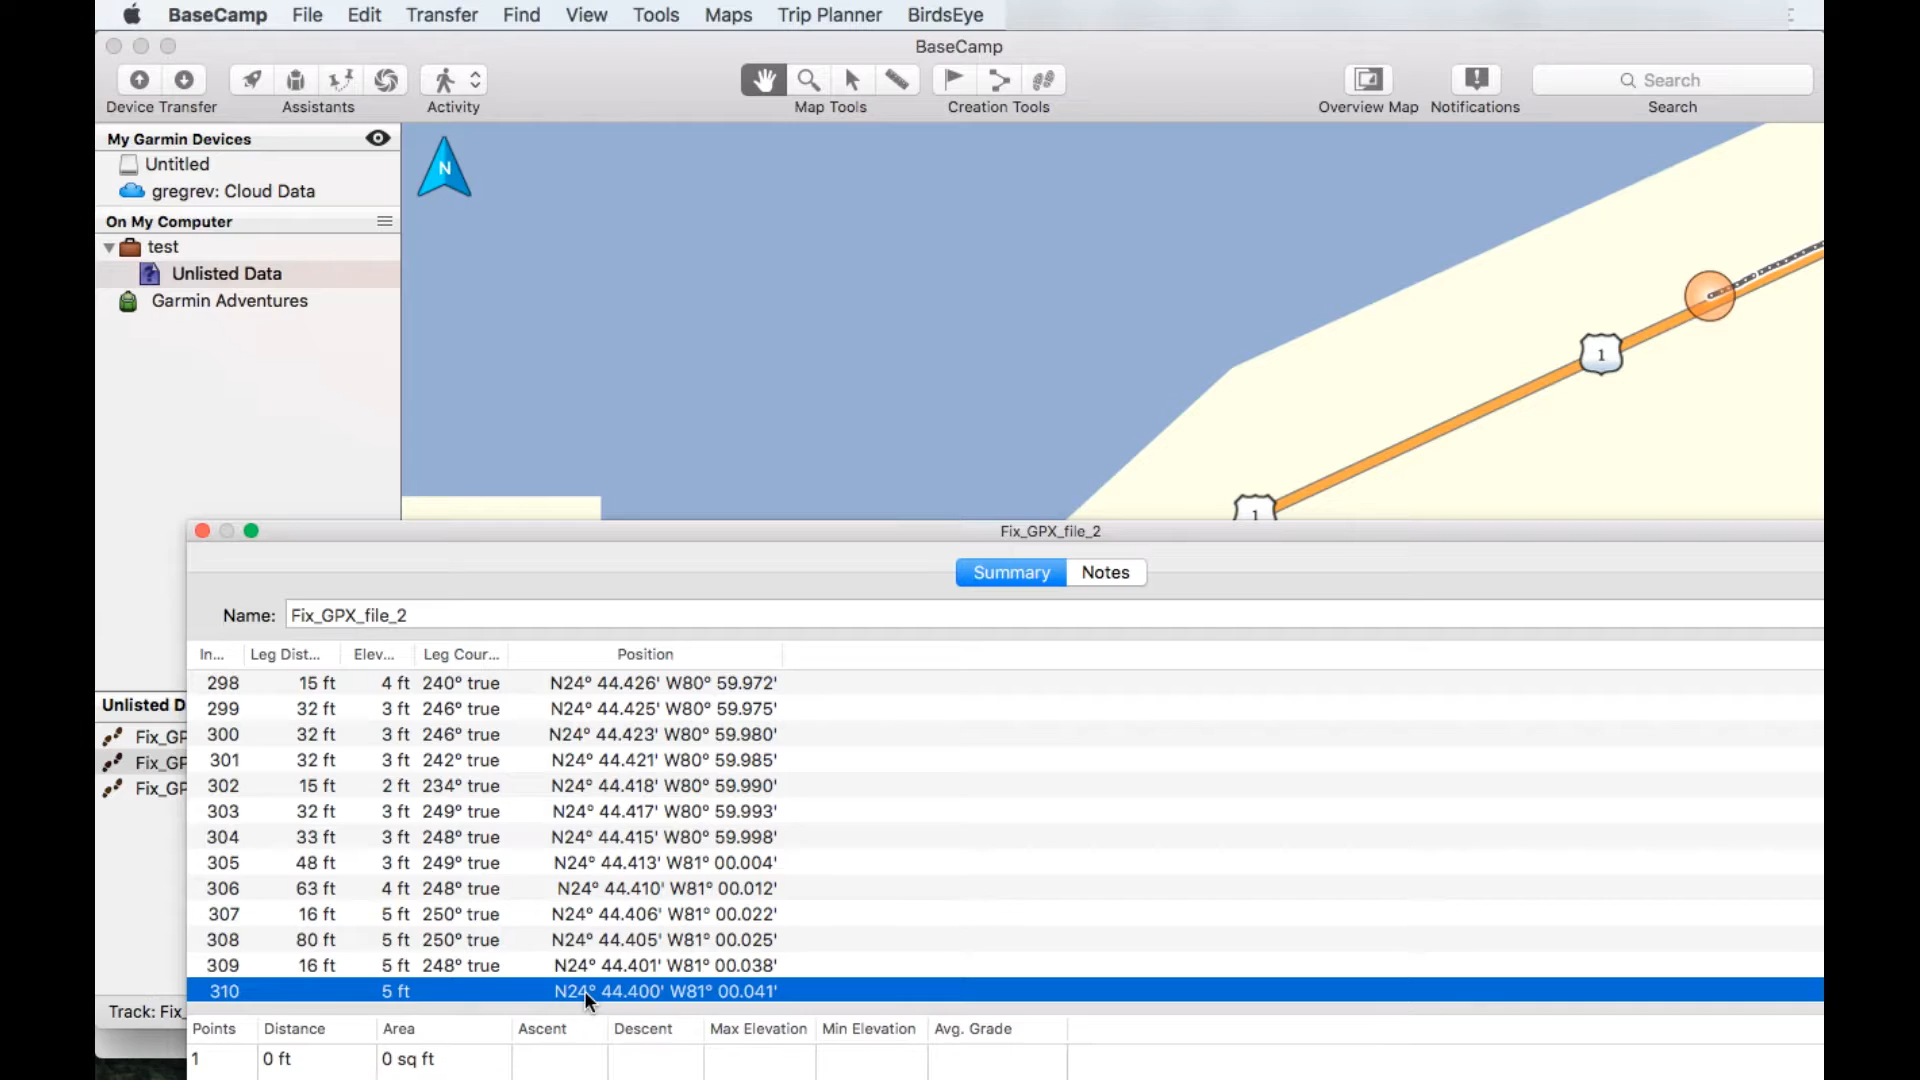 BaseCamp File Edit Transfer Find View Tools Maps Trip Planner BirdsEye
BaseCamp
Search
Device Transfer Assistants Activity Map Tools Creation Tools Overview Map Notifications Search
My Garmin Devices
Untitled
gregrev: Cloud Data
On My Computer
test
Unlisted Data
Garmin Adventures
N
1
1
Fix_GPX_file_2
Summary Notes
Name: Fix_GPX_file_2
In... Leg Dist... Elev... Leg Cour... Position
298 15 ft 4 ft 240° true N24° 44.426' W80° 59.972'
299 32 ft 3 ft 246° true N24° 44.425' W80° 59.975'
300 32 ft 3 ft 246° true N24° 44.423' W80° 59.980'
301 32 ft 3 ft 242° true N24° 44.421' W80° 59.985'
302 15 ft 2 ft 234° true N24° 44.418' W80° 59.990'
303 32 ft 3 ft 249° true N24° 44.417' W80° 59.993'
304 33 ft 3 ft 248° true N24° 44.415' W80° 59.998'
305 48 ft 3 ft 249° true N24° 44.413' W81° 00.004'
306 63 ft 4 ft 248° true N24° 44.410' W81° 00.012'
307 16 ft 5 ft 250° true N24° 44.406' W81° 00.022'
308 80 ft 5 ft 250° true N24° 44.405' W81° 00.025'
309 16 ft 5 ft 248° true N24° 44.401' W81° 00.038'
310 5 ft N24° 44.400' W81° 00.041'
Unlisted D
Fix_GP
Fix_GP
Fix_GP
Track: Fix_
Points Distance Area Ascent Descent Max Elevation Min Elevation Avg. Grade
1 0 ft 0 sq ft